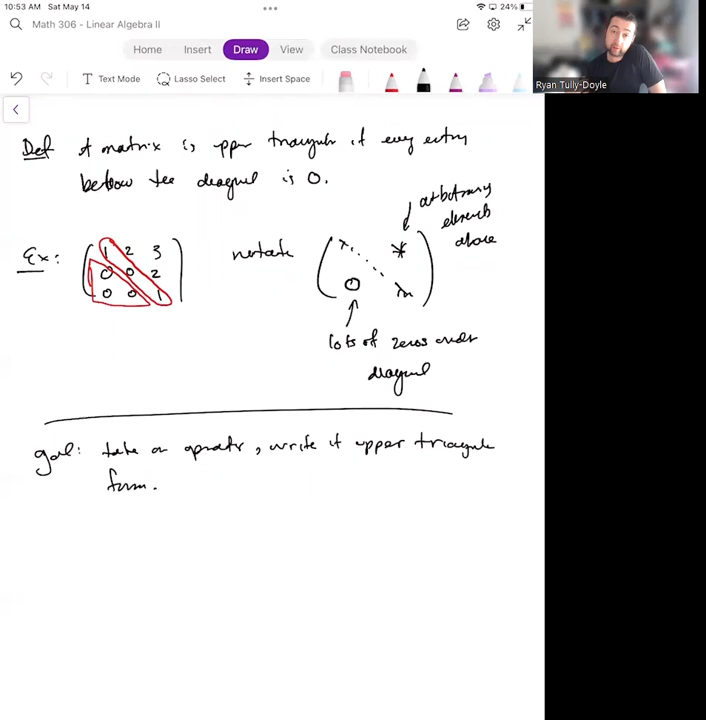 10:53 AM Sat May 14
24%
Math 306 - Linear Algebra II
Home Insert Draw View Class Notebook
Text Mode Lasso Select Insert Space
Ryan Tully-Doyle
Def A matrix is upper triangular if every entry
below the diagonal is 0.
arbitrary
elements
above
Ex: ( 1 2 3 notate ( λ₁ *
0 0 2 ⋱
0 0 1 ) 0 λₙ )
lots of zeros under
diagonal
goal: take an operator, write it upper triangular
form.